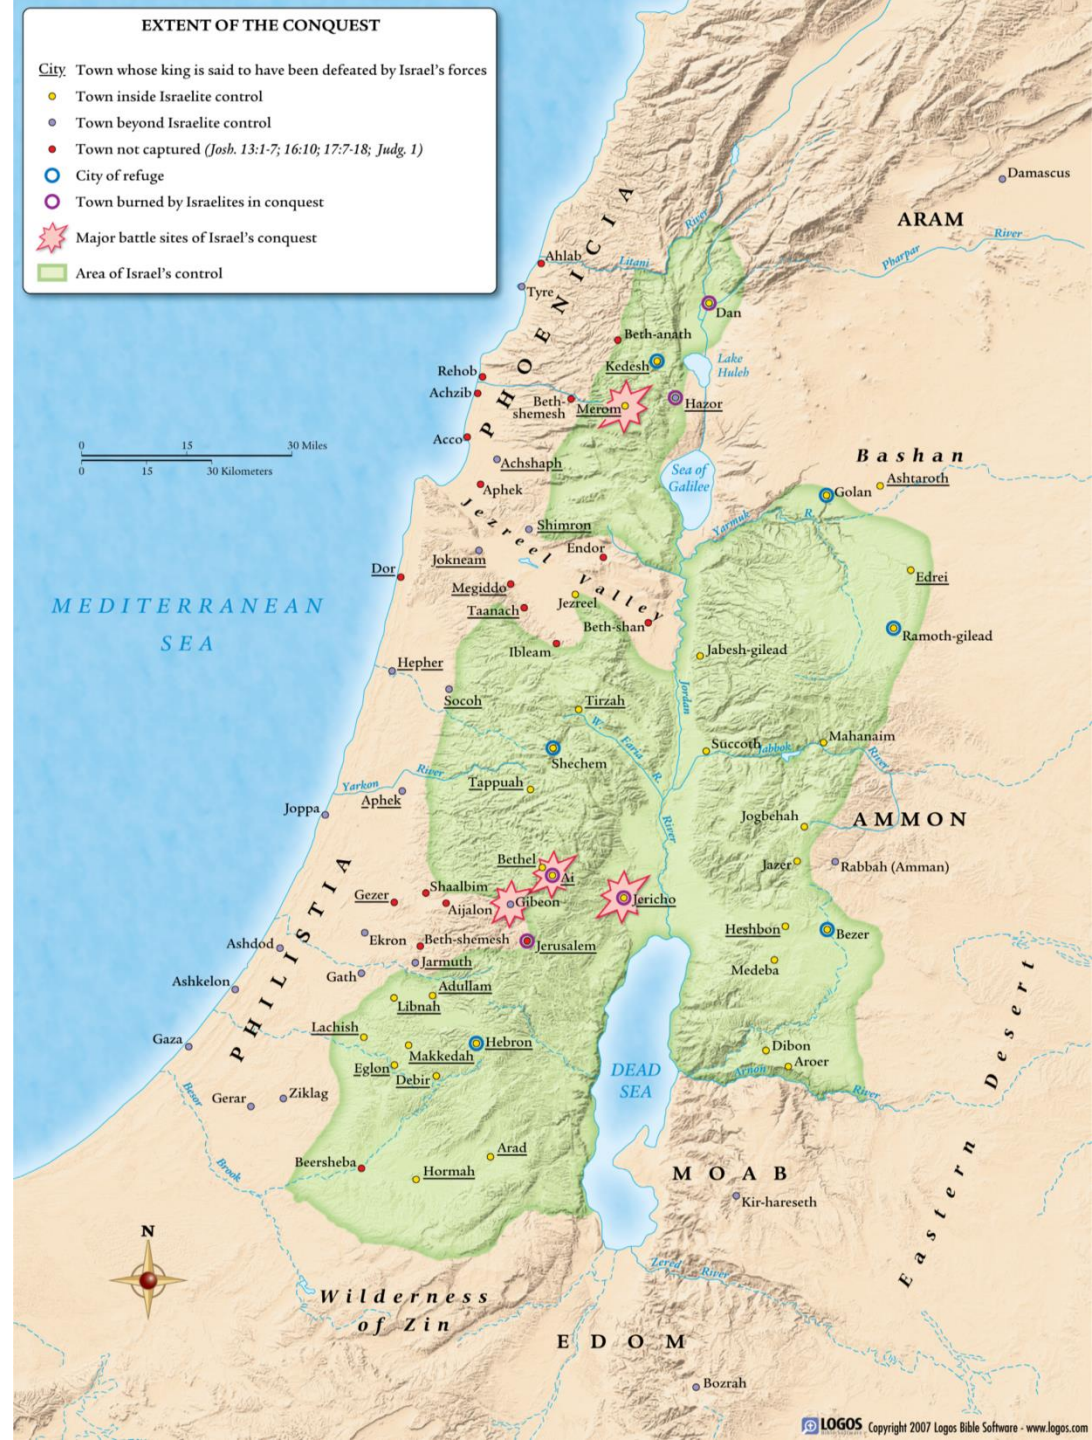 EXTENT OF THE CONQUEST
City Town whose king is said to have been defeated by Israel's forces
Town inside Israelite control
Town beyond Israelite control
Town not captured (Josh. 13:1-7; 16:10; 17:7-18; Judg. 1)
City of refuge
Town burned by Israelites in conquest
Major battle sites of Israel's conquest
Area of Israel's control
Damascus
ARAM
River
Pharpar
River
Litani
PHOENICIA
Ahlab
Tyre
Dan
Beth-anath
Kedesh
Lake
Huleh
Rehob
Achzib
Beth-
shemesh
Merom
Hazor
Acco
0 15 30 Miles
0 15 30 Kilometers
Achshaph
Aphek
Sea of
Galilee
Bashan
Ashtaroth
Golan
Yarmuk
R.
Jezreel
Valley
Shimron
Jokneam
Endor
Dor
Megiddo
Taanach
Jezreel
Beth-shan
Ibleam
Edrei
Ramoth-gilead
Jabesh-gilead
MEDITERRANEAN
SEA
Hepher
Socoh
Tirzah
Jordan
W.
Faria
R.
River
Shechem
Succoth
Jabbok
River
Mahanaim
Tappuah
Yarkon
River
Aphek
Joppa
Jogbehah
AMMON
Jazer
Rabbah (Amman)
Bethel
Ai
Gibeon
Jericho
Shaalbim
Gezer
Aijalon
Heshbon
Bezer
Ekron
Beth-shemesh
Jerusalem
Ashdod
Jarmuth
Gath
Medeba
Ashkelon
Adullam
Libnah
PHILISTIA
Lachish
Hebron
Makkedah
Eglon
Debir
Gaza
Dibon
Aroer
Arnon
River
DEAD
SEA
Eastern Desert
Besor
Brook
Gerar
Ziklag
Beersheba
Arad
Hormah
MOAB
Kir-hareseth
N
Zered
River
Wilderness
of Zin
EDOM
Bozrah
LOGOS
Copyright 2007 Logos Bible Software - www.logos.com